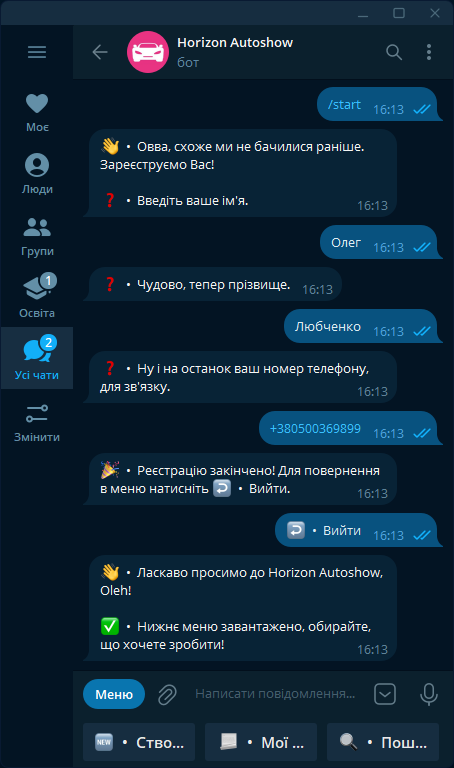 Horizon Autoshow
бот
Моє
Люди
Групи
1
Освіта
2
Усі чати
Змінити
/start 16:13
👋 • Овва, схоже ми не бачилися раніше.
Зареєструємо Вас!
❓ • Введіть ваше ім'я. 16:13
Олег 16:13
❓ • Чудово, тепер прізвище. 16:13
Любченко 16:13
❓ • Ну і на останок ваш номер телефону,
для зв'язку. 16:13
+380500369899 16:13
🎉 • Реєстрацію закінчено! Для повернення
в меню натисніть ↩️ • Вийти. 16:13
↩️ • Вийти 16:13
👋 • Ласкаво просимо до Horizon Autoshow,
Oleh!
✅ • Нижнє меню завантажено, обирайте,
що хочете зробити! 16:13
Меню Написати повідомлення...
🆕 • Ство... 📃 • Мої ... 🔍 • Пош...